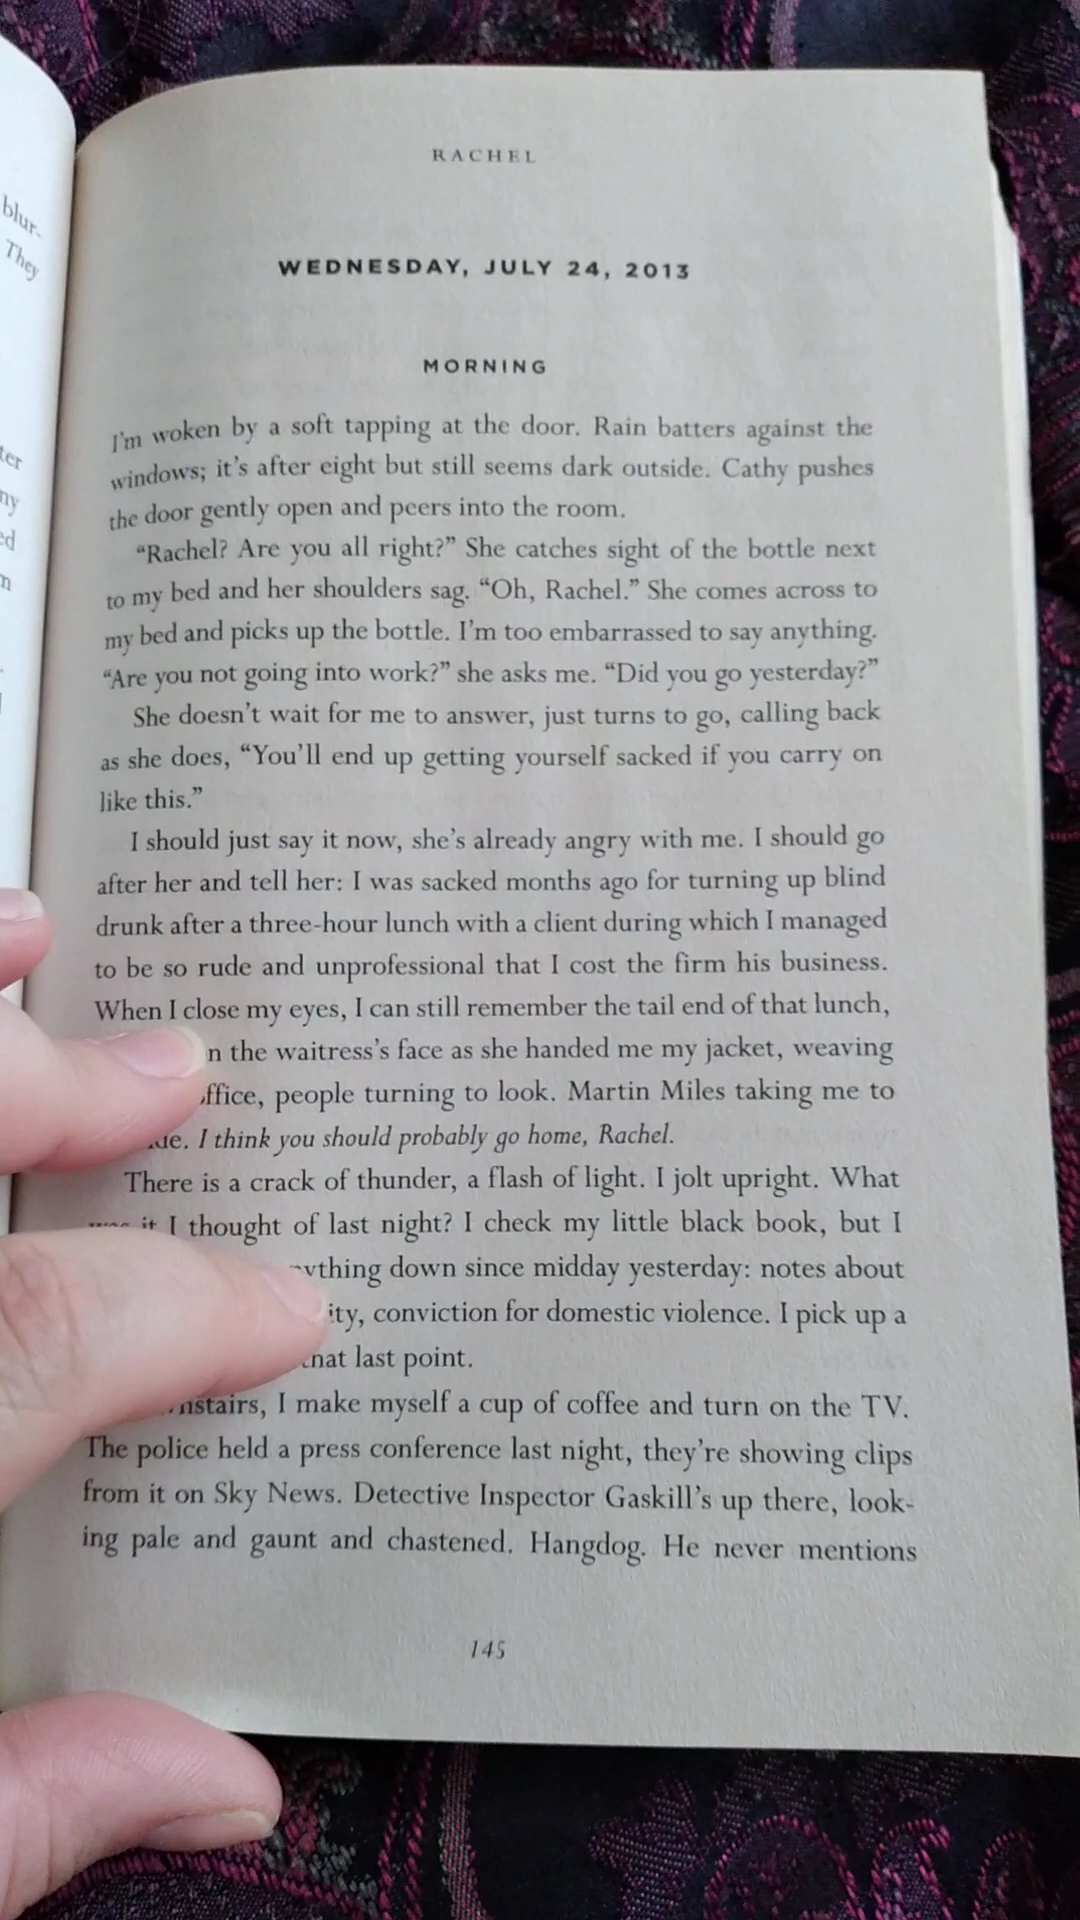 blur-
They
RACHEL
WEDNESDAY, JULY 24, 2013
MORNING
I'm woken by a soft tapping at the door. Rain batters against the
windows; it's after eight but still seems dark outside. Cathy pushes
the door gently open and peers into the room.
“Rachel? Are you all right?” She catches sight of the bottle next
to my bed and her shoulders sag. “Oh, Rachel.” She comes across to
my bed and picks up the bottle. I'm too embarrassed to say anything.
“Are you not going into work?” she asks me. “Did you go yesterday?”
She doesn't wait for me to answer, just turns to go, calling back
as she does, “You'll end up getting yourself sacked if you carry on
like this.”
I should just say it now, she's already angry with me. I should go
after her and tell her: I was sacked months ago for turning up blind
drunk after a three-hour lunch with a client during which I managed
to be so rude and unprofessional that I cost the firm his business.
When I close my eyes, I can still remember the tail end of that lunch,
the waitress's face as she handed me my jacket, weaving
people turning to look. Martin Miles taking me to
I think you should probably go home, Rachel.
There is a crack of thunder, a flash of light. I jolt upright. What
it I thought of last night? I check my little black book, but I
down since midday yesterday: notes about
conviction for domestic violence. I pick up a
last point.
I make myself a cup of coffee and turn on the TV.
The police held a press conference last night, they're showing clips
from it on Sky News. Detective Inspector Gaskill's up there, look-
ing pale and gaunt and chastened. Hangdog. He never mentions
145